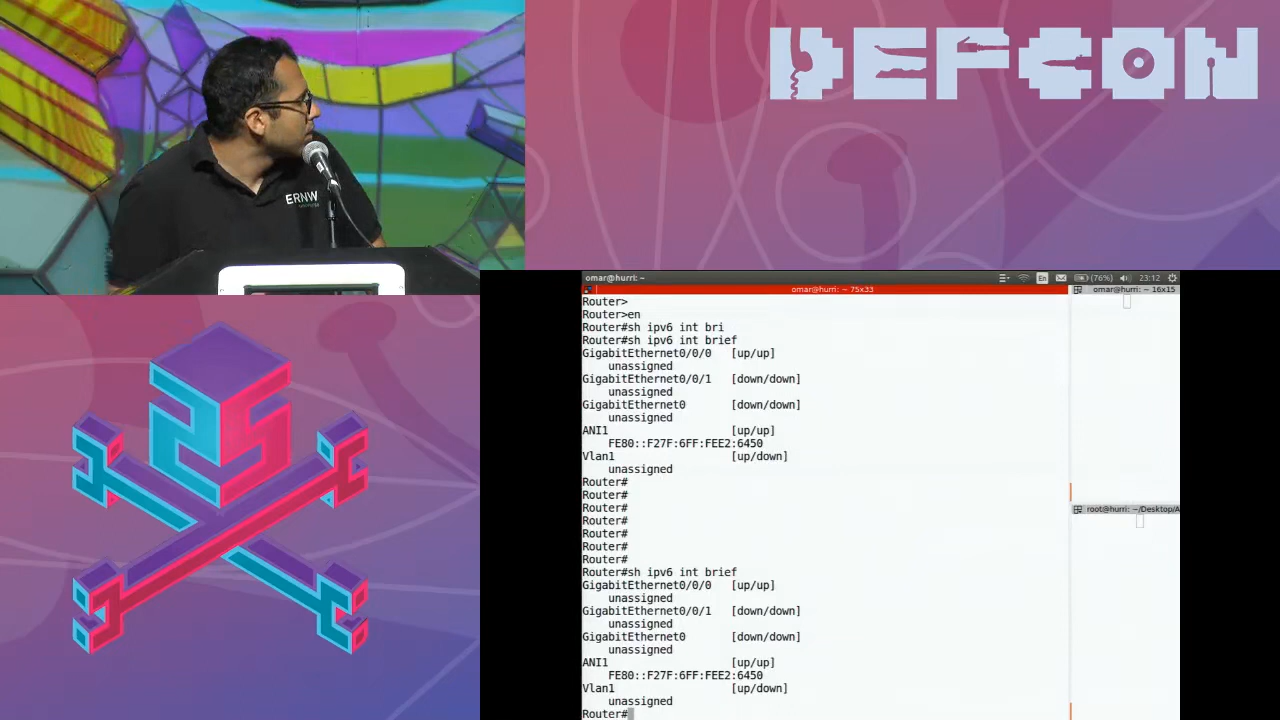 DEFCON
ERNW
omar@hurri: ~
En
(76%)
23:12
omar@hurri: ~ 75x33
omar@hurri: ~ 16x15
Router>
Router>en
Router#sh ipv6 int bri
Router#sh ipv6 int brief
GigabitEthernet0/0/0 [up/up]
unassigned
GigabitEthernet0/0/1 [down/down]
unassigned
GigabitEthernet0 [down/down]
unassigned
ANI1 [up/up]
FE80::F27F:6FF:FEE2:6450
Vlan1 [up/down]
unassigned
Router#
Router#
Router#
root@hurri: ~/Desktop/A
Router#
Router#
Router#
Router#
Router#sh ipv6 int brief
GigabitEthernet0/0/0 [up/up]
unassigned
GigabitEthernet0/0/1 [down/down]
unassigned
GigabitEthernet0 [down/down]
unassigned
ANI1 [up/up]
FE80::F27F:6FF:FEE2:6450
Vlan1 [up/down]
unassigned
Router#